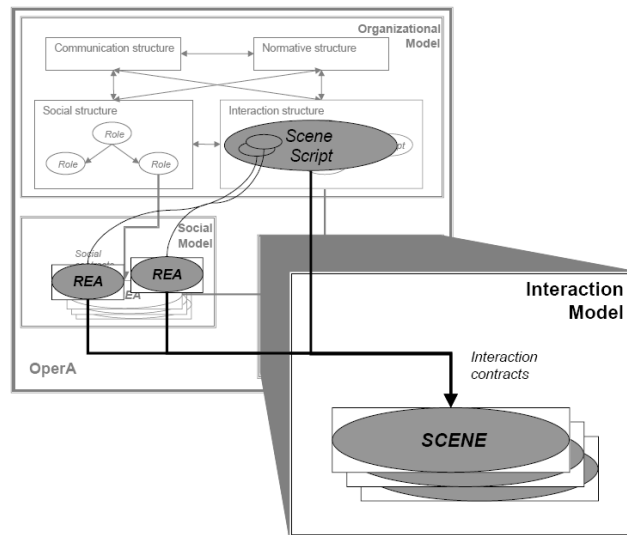 Organizational
Model
Communication structure
Normative structure
Social structure
Interaction structure
Role
Role
Role
Scene
Script
Social
Model
Social
REA
REA
OperA
Interaction
Model
Interaction
contracts
SCENE